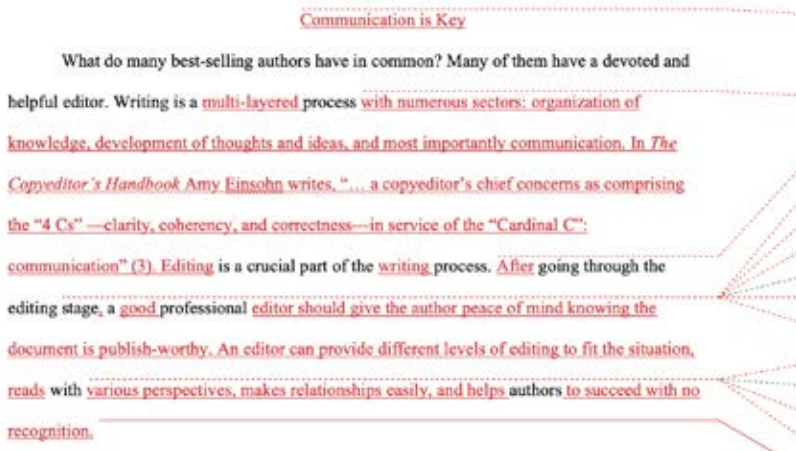 Communication is Key
What do many best-selling authors have in common? Many of them have a devoted and
helpful editor. Writing is a multi-layered process with numerous sectors: organization of
knowledge, development of thoughts and ideas, and most importantly communication. In The
Copyeditor's Handbook Amy Einsohn writes, "… a copyeditor's chief concerns as comprising
the "4 Cs" —clarity, coherency, and correctness—in service of the "Cardinal C":
communication" (3). Editing is a crucial part of the writing process. After going through the
editing stage, a good professional editor should give the author peace of mind knowing the
document is publish-worthy. An editor can provide different levels of editing to fit the situation,
reads with various perspectives, makes relationships easily, and helps authors to succeed with no
recognition.